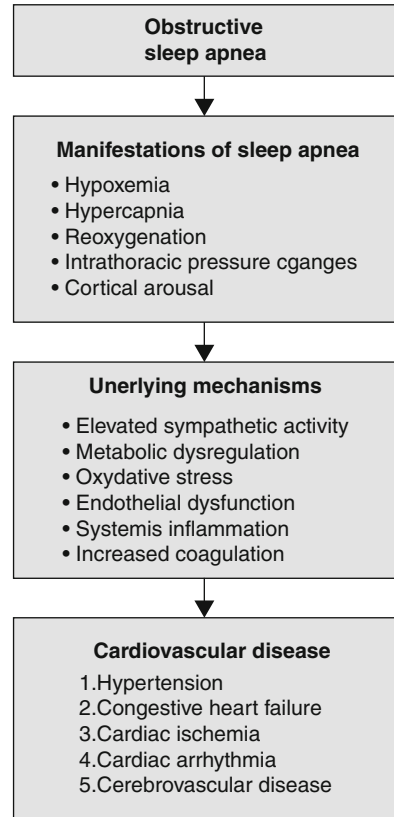 Obstructive
sleep apnea
Manifestations of sleep apnea
• Hypoxemia
• Hypercapnia
• Reoxygenation
• Intrathoracic pressure cganges
• Cortical arousal
Unerlying mechanisms
• Elevated sympathetic activity
• Metabolic dysregulation
• Oxydative stress
• Endothelial dysfunction
• Systemis inflammation
• Increased coagulation
Cardiovascular disease
1.Hypertension
2.Congestive heart failure
3.Cardiac ischemia
4.Cardiac arrhythmia
5.Cerebrovascular disease